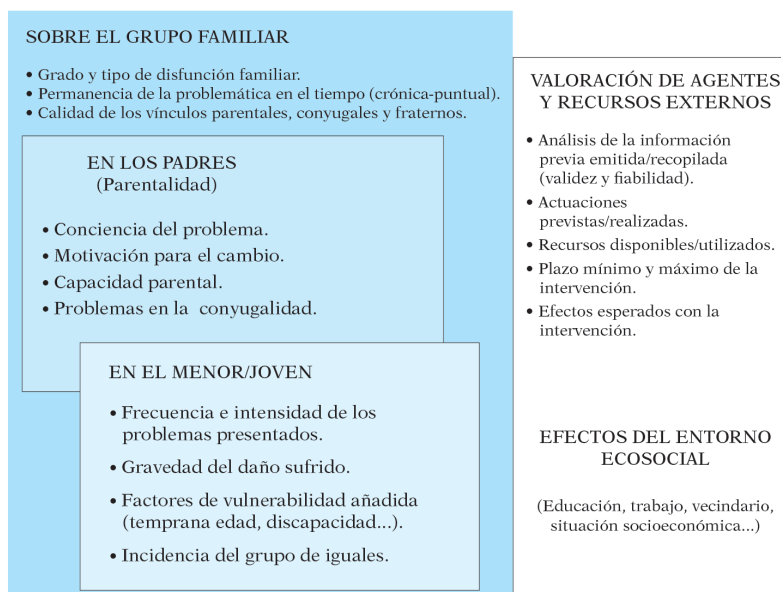 SOBRE EL GRUPO FAMILIAR
• Grado y tipo de disfunción familiar.
• Permanencia de la problemática en el tiempo (crónica-puntual).
• Calidad de los vínculos parentales, conyugales y fraternos.
EN LOS PADRES
(Parentalidad)
• Conciencia del problema.
• Motivación para el cambio.
• Capacidad parental.
• Problemas en la conyugalidad.
EN EL MENOR/JOVEN
• Frecuencia e intensidad de los
problemas presentados.
• Gravedad del daño sufrido.
• Factores de vulnerabilidad añadida
(temprana edad, discapacidad...).
• Incidencia del grupo de iguales.
VALORACIÓN DE AGENTES
Y RECURSOS EXTERNOS
• Análisis de la información
previa emitida/recopilada
(validez y fiabilidad).
• Actuaciones
previstas/realizadas.
• Recursos disponibles/utilizados.
• Plazo mínimo y máximo de la
intervención.
• Efectos esperados con la
intervención.
EFECTOS DEL ENTORNO
ECOSOCIAL
(Educación, trabajo, vecindario,
situación socioeconómica...)